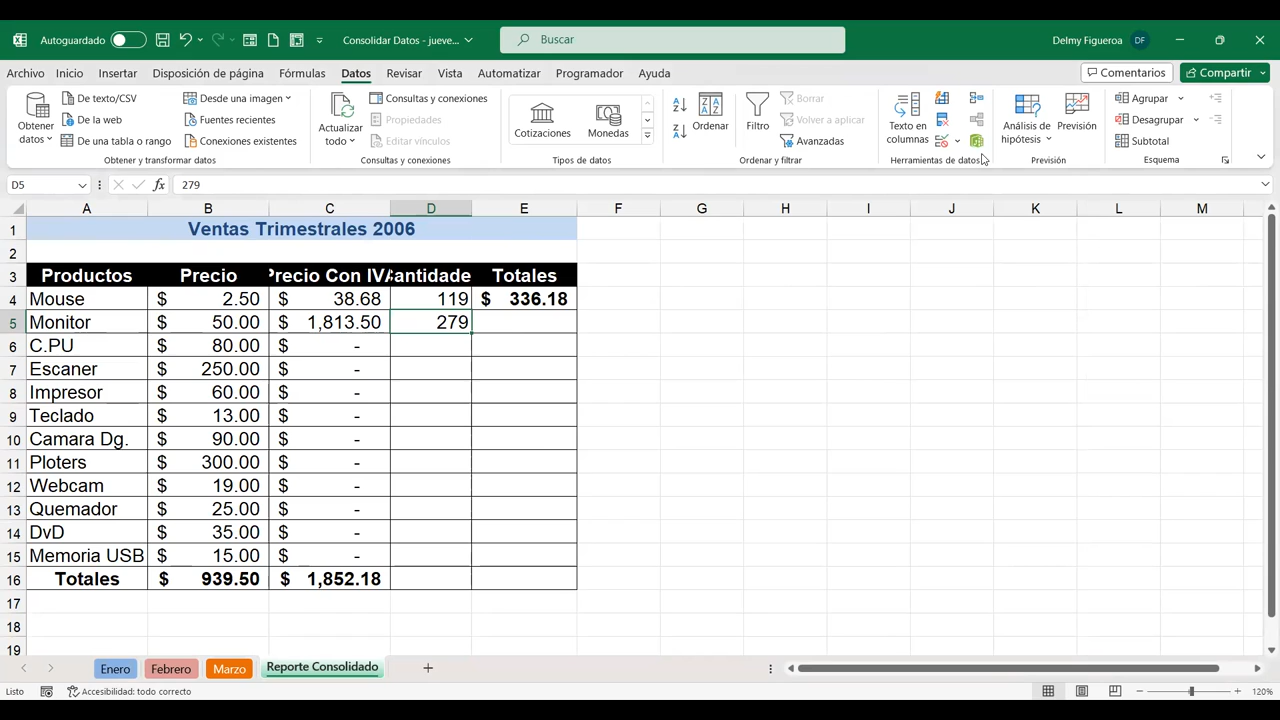 Autoguardado
Consolidar Datos - jueve...
Buscar
Delmy Figueroa DF
Archivo Inicio Insertar Disposición de página Fórmulas Datos Revisar Vista Automatizar Programador Ayuda
Comentarios Compartir
Obtener datos
De texto/CSV
De la web
De una tabla o rango
Desde una imagen
Fuentes recientes
Conexiones existentes
Obtener y transformar datos
Actualizar todo
Consultas y conexiones
Propiedades
Editar vínculos
Consultas y conexiones
Cotizaciones Monedas
Tipos de datos
Ordenar
Filtro
Borrar
Volver a aplicar
Avanzadas
Ordenar y filtrar
Texto en columnas
Herramientas de datos
Análisis de hipótesis
Previsión
Previsión
Agrupar
Desagrupar
Subtotal
Esquema
D5 fx 279
A B C D E F G H I J K L M
1 Ventas Trimestrales 2006
2
3 Productos Precio Precio Con IVA Cantidade Totales
4 Mouse $ 2.50 $ 38.68 119 $ 336.18
5 Monitor $ 50.00 $ 1,813.50 279
6 C.PU $ 80.00 $ -
7 Escaner $ 250.00 $ -
8 Impresor $ 60.00 $ -
9 Teclado $ 13.00 $ -
10 Camara Dg. $ 90.00 $ -
11 Ploters $ 300.00 $ -
12 Webcam $ 19.00 $ -
13 Quemador $ 25.00 $ -
14 DvD $ 35.00 $ -
15 Memoria USB $ 15.00 $ -
16 Totales $ 939.50 $ 1,852.18
17
18
19
Enero Febrero Marzo Reporte Consolidado
Listo Accesibilidad: todo correcto 120%